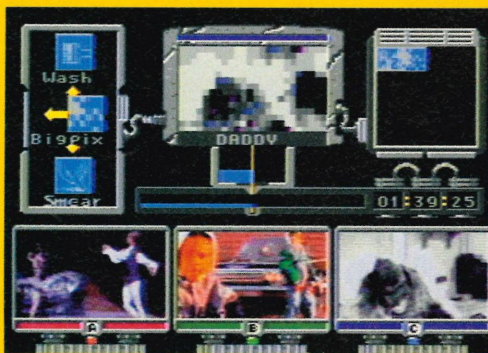 Wash
Bigpix
Smear
DADDY
01:39:25
A
B
C